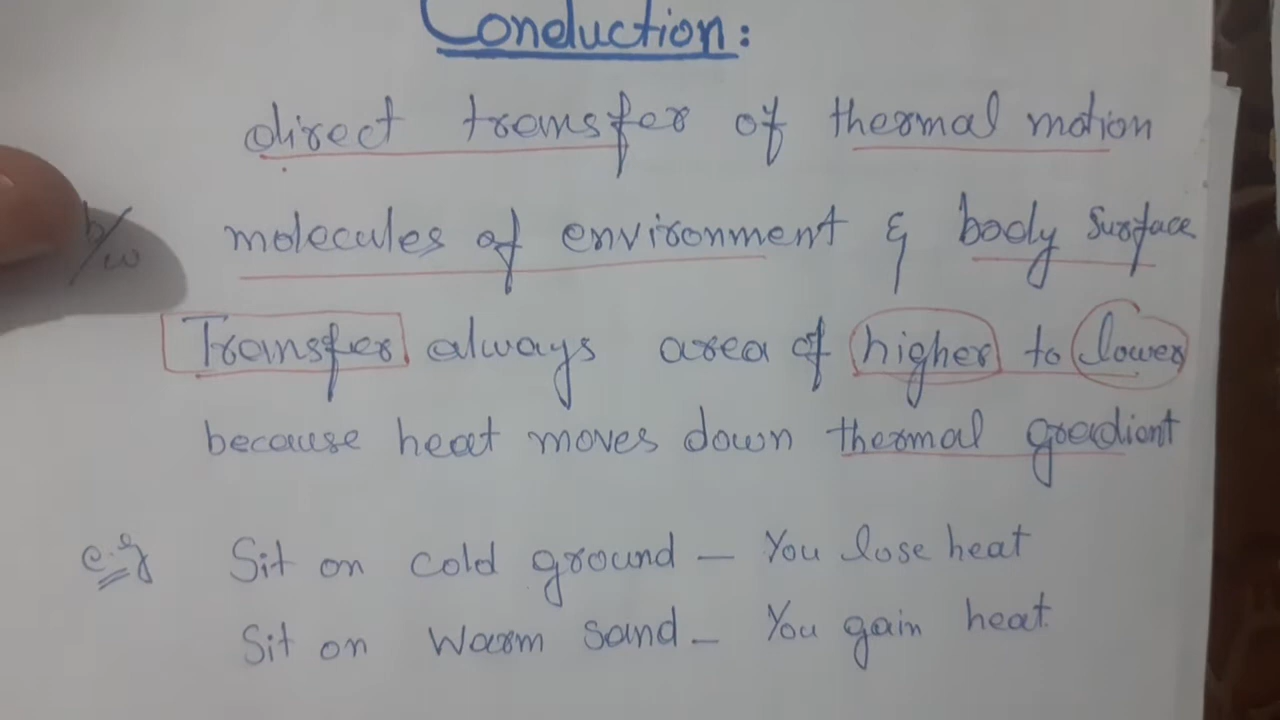 Conduction:
direct transfer of thermal motion
b/w molecules of environment & body surface
Transfer always area of higher to lower
because heat moves down thermal gradient
e.g Sit on cold ground – You lose heat
Sit on Warm sand – You gain heat